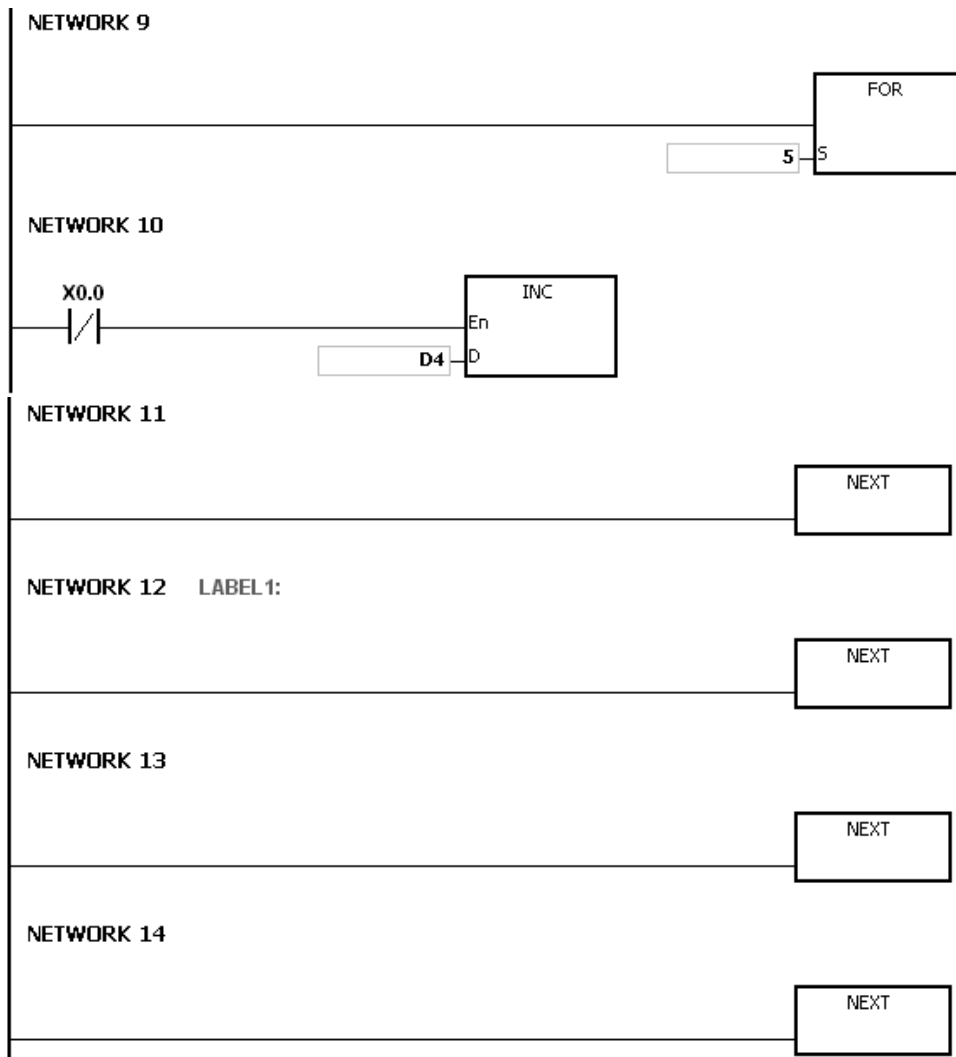 NETWORK 9
FOR
5 S
NETWORK 10
X0.0
INC
En
D4 D
NETWORK 11
NEXT
NETWORK 12 LABEL1:
NEXT
NETWORK 13
NEXT
NETWORK 14
NEXT